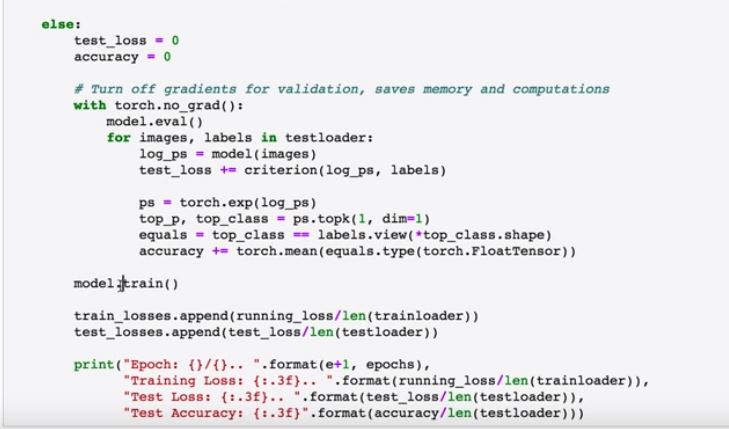 else:
    test_loss = 0
    accuracy = 0

    # Turn off gradients for validation, saves memory and computations
    with torch.no_grad():
        model.eval()
        for images, labels in testloader:
            log_ps = model(images)
            test_loss += criterion(log_ps, labels)

            ps = torch.exp(log_ps)
            top_p, top_class = ps.topk(1, dim=1)
            equals = top_class == labels.view(*top_class.shape)
            accuracy += torch.mean(equals.type(torch.FloatTensor))

    model.train()

    train_losses.append(running_loss/len(trainloader))
    test_losses.append(test_loss/len(testloader))

    print("Epoch: {}/{}.. ".format(e+1, epochs),
          "Training Loss: {:.3f}.. ".format(running_loss/len(trainloader)),
          "Test Loss: {:.3f}.. ".format(test_loss/len(testloader)),
          "Test Accuracy: {:.3f}".format(accuracy/len(testloader)))